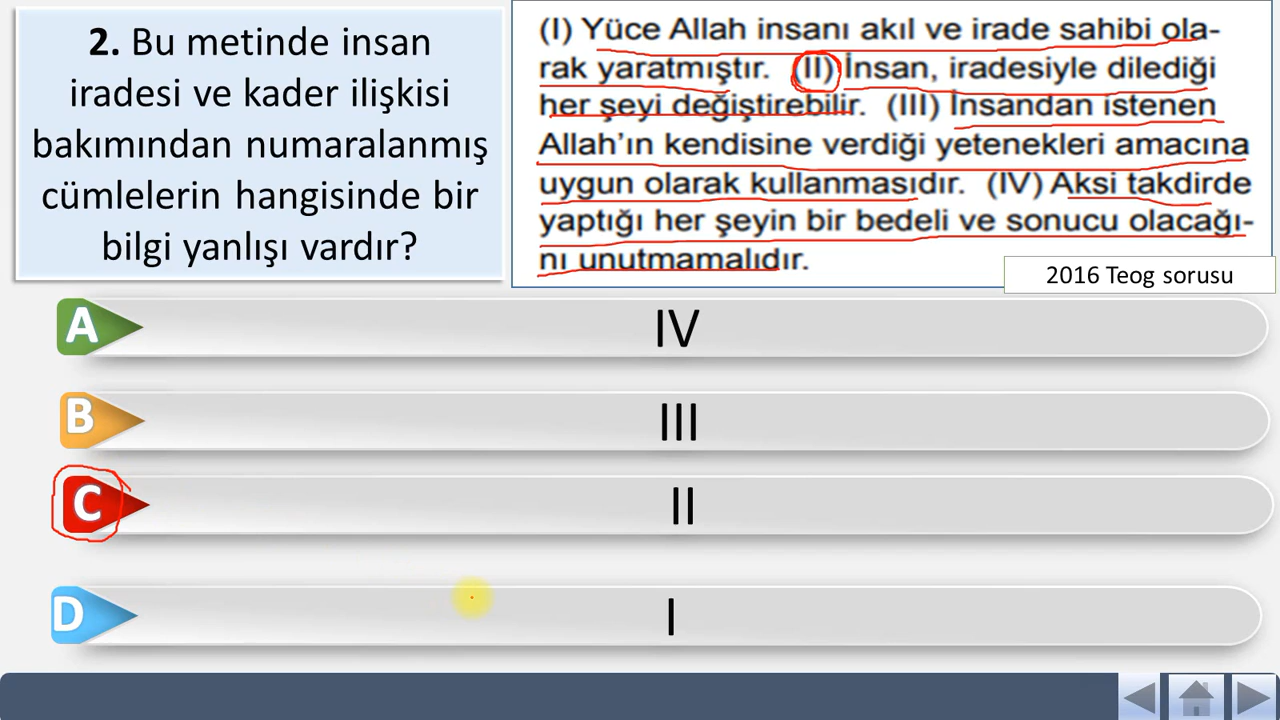 2. Bu metinde insan
iradesi ve kader ilişkisi
bakımından numaralanmış
cümlelerin hangisinde bir
bilgi yanlışı vardır?
(I) Yüce Allah insanı akıl ve irade sahibi ola-
rak yaratmıştır. (II) İnsan, iradesiyle dilediği
her şeyi değiştirebilir. (III) İnsandan istenen
Allah’ın kendisine verdiği yetenekleri amacına
uygun olarak kullanmasıdır. (IV) Aksi takdirde
yaptığı her şeyin bir bedeli ve sonucu olacağı-
nı unutmamalıdır.
2016 Teog sorusu
A IV
B III
C II
D I